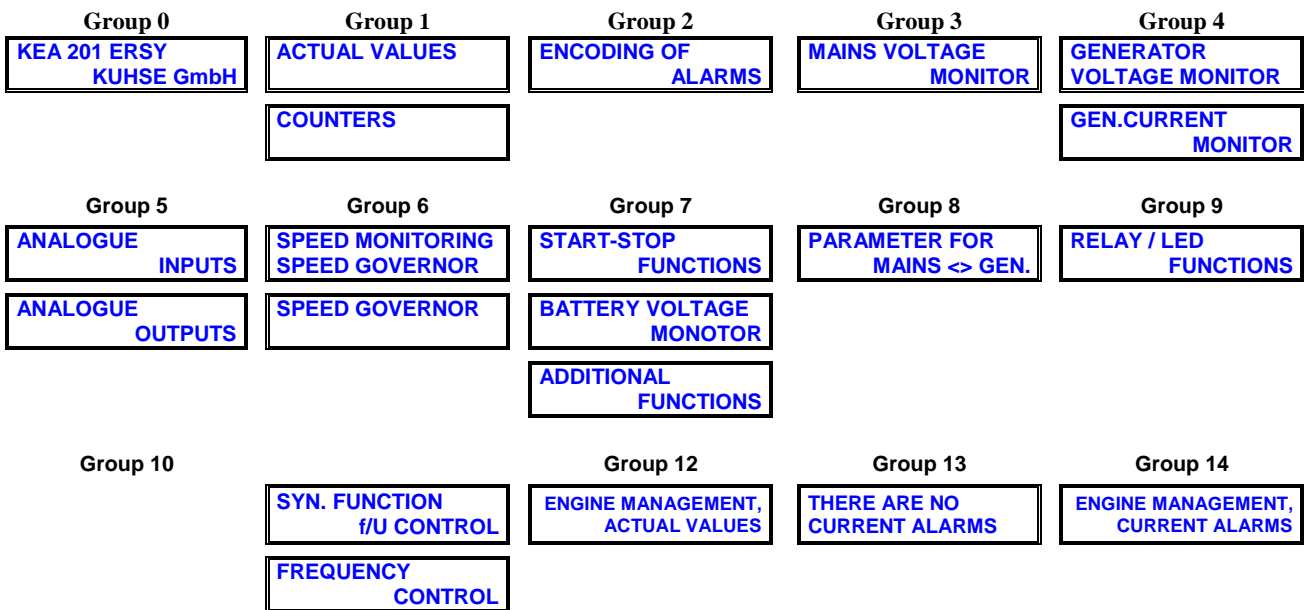 Group 0 Group 1 Group 2 Group 3 Group 4
KEA 201 ERSY ACTUAL VALUES ENCODING OF MAINS VOLTAGE GENERATOR
KUHSE GmbH ALARMS MONITOR VOLTAGE MONITOR
COUNTERS GEN.CURRENT
MONITOR
Group 5 Group 6 Group 7 Group 8 Group 9
ANALOGUE SPEED MONITORING START-STOP PARAMETER FOR RELAY / LED
INPUTS SPEED GOVERNOR FUNCTIONS MAINS <> GEN. FUNCTIONS
ANALOGUE SPEED GOVERNOR BATTERY VOLTAGE
OUTPUTS MONOTOR
ADDITIONAL
FUNCTIONS
Group 10 Group 12 Group 13 Group 14
SYN. FUNCTION ENGINE MANAGEMENT, THERE ARE NO ENGINE MANAGEMENT,
f/U CONTROL ACTUAL VALUES CURRENT ALARMS CURRENT ALARMS
FREQUENCY
CONTROL